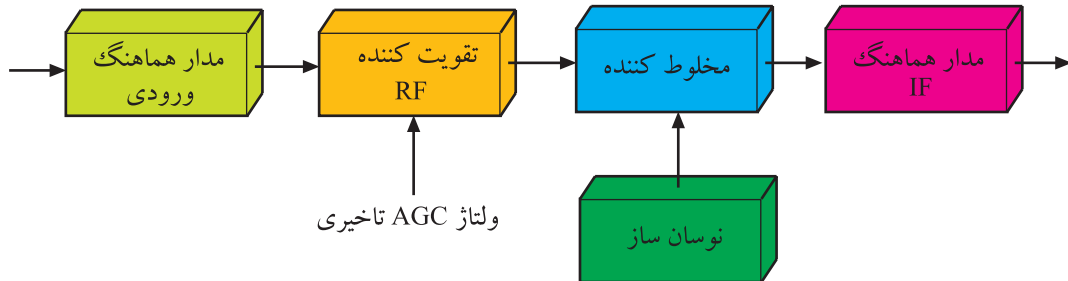 مدار هماهنگ
ورودی
تقویت کننده
RF
مخلوط کننده
مدار هماهنگ
IF
ولتاژ AGC تاخیری
نوسان ساز